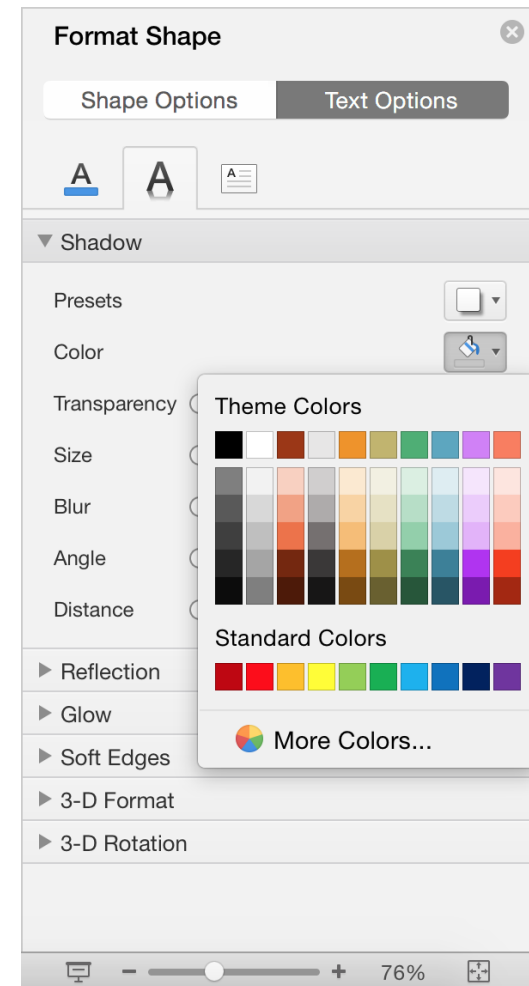 Format Shape
Shape Options Text Options
A A A
Shadow
Presets
Color
Transparency
Theme Colors
Size
Blur
Angle
Distance
Standard Colors
Reflection
Glow
More Colors...
Soft Edges
3-D Format
3-D Rotation
76%